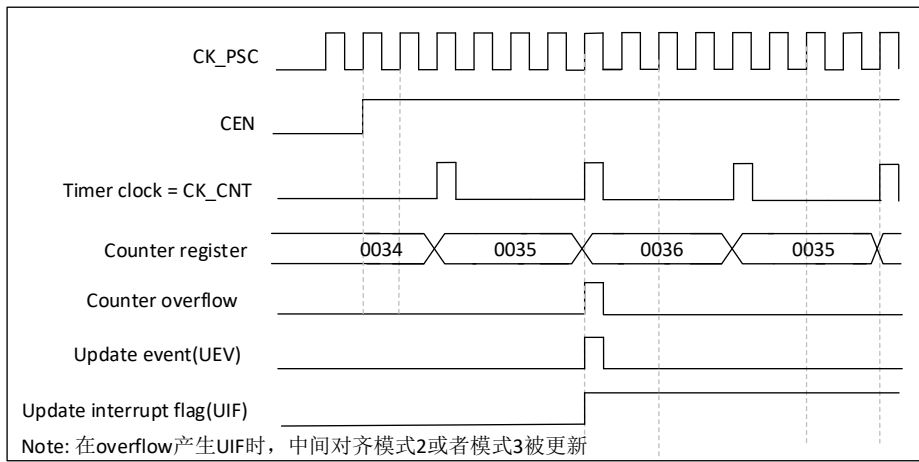 CK_PSC
CEN
Timer clock = CK_CNT
Counter register 0034 0035 0036 0035
Counter overflow
Update event(UEV)
Update interrupt flag(UIF)
Note: 在overflow产生UIF时，中间对齐模式2或者模式3被更新